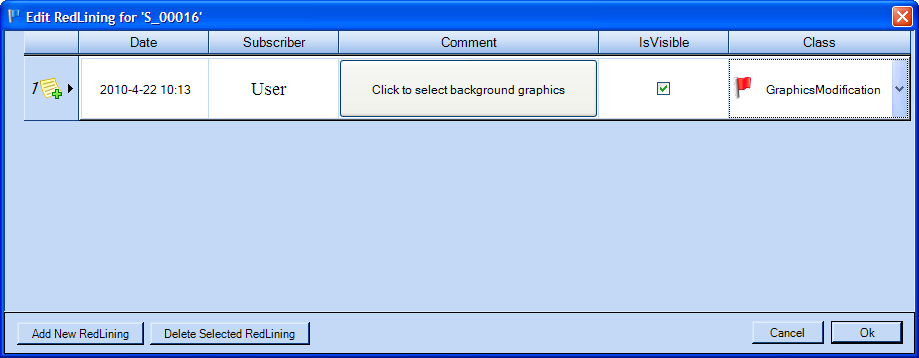 Edit RedLining for 'S_00016'
Date Subscriber Comment IsVisible Class
1 2010-4-22 10:13 User Click to select background graphics GraphicsModification
Add New RedLining Delete Selected RedLining Cancel Ok